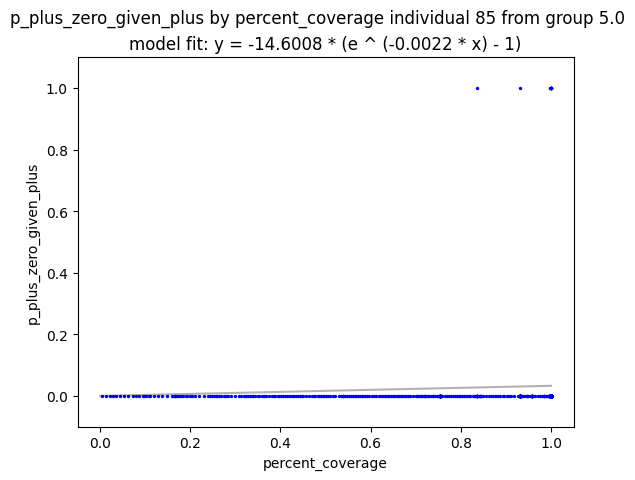 p_plus_zero_given_plus by percent_coverage individual 85 from group 5.0
model fit: y = -14.6008 * (e ^ (-0.0022 * x) - 1)
1.0
0.8
0.6
0.4
0.2
0.0
p_plus_zero_given_plus
0.0 0.2 0.4 0.6 0.8 1.0
percent_coverage